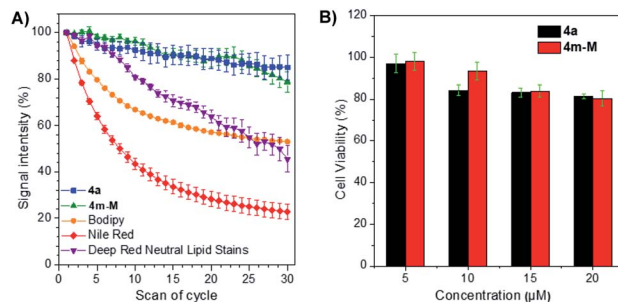 A)
Signal Intentsity (%)
100
80
60
40
20
0
4a
4m-M
Bodipy
Nile Red
Deep Red Neutral Lipid Stains
0 5 10 15 20 25 30
Scan of cycle
B)
Cell Viability (%)
120
100
80
60
40
20
0
4a
4m-M
5 10 15 20
Concentration (µM)